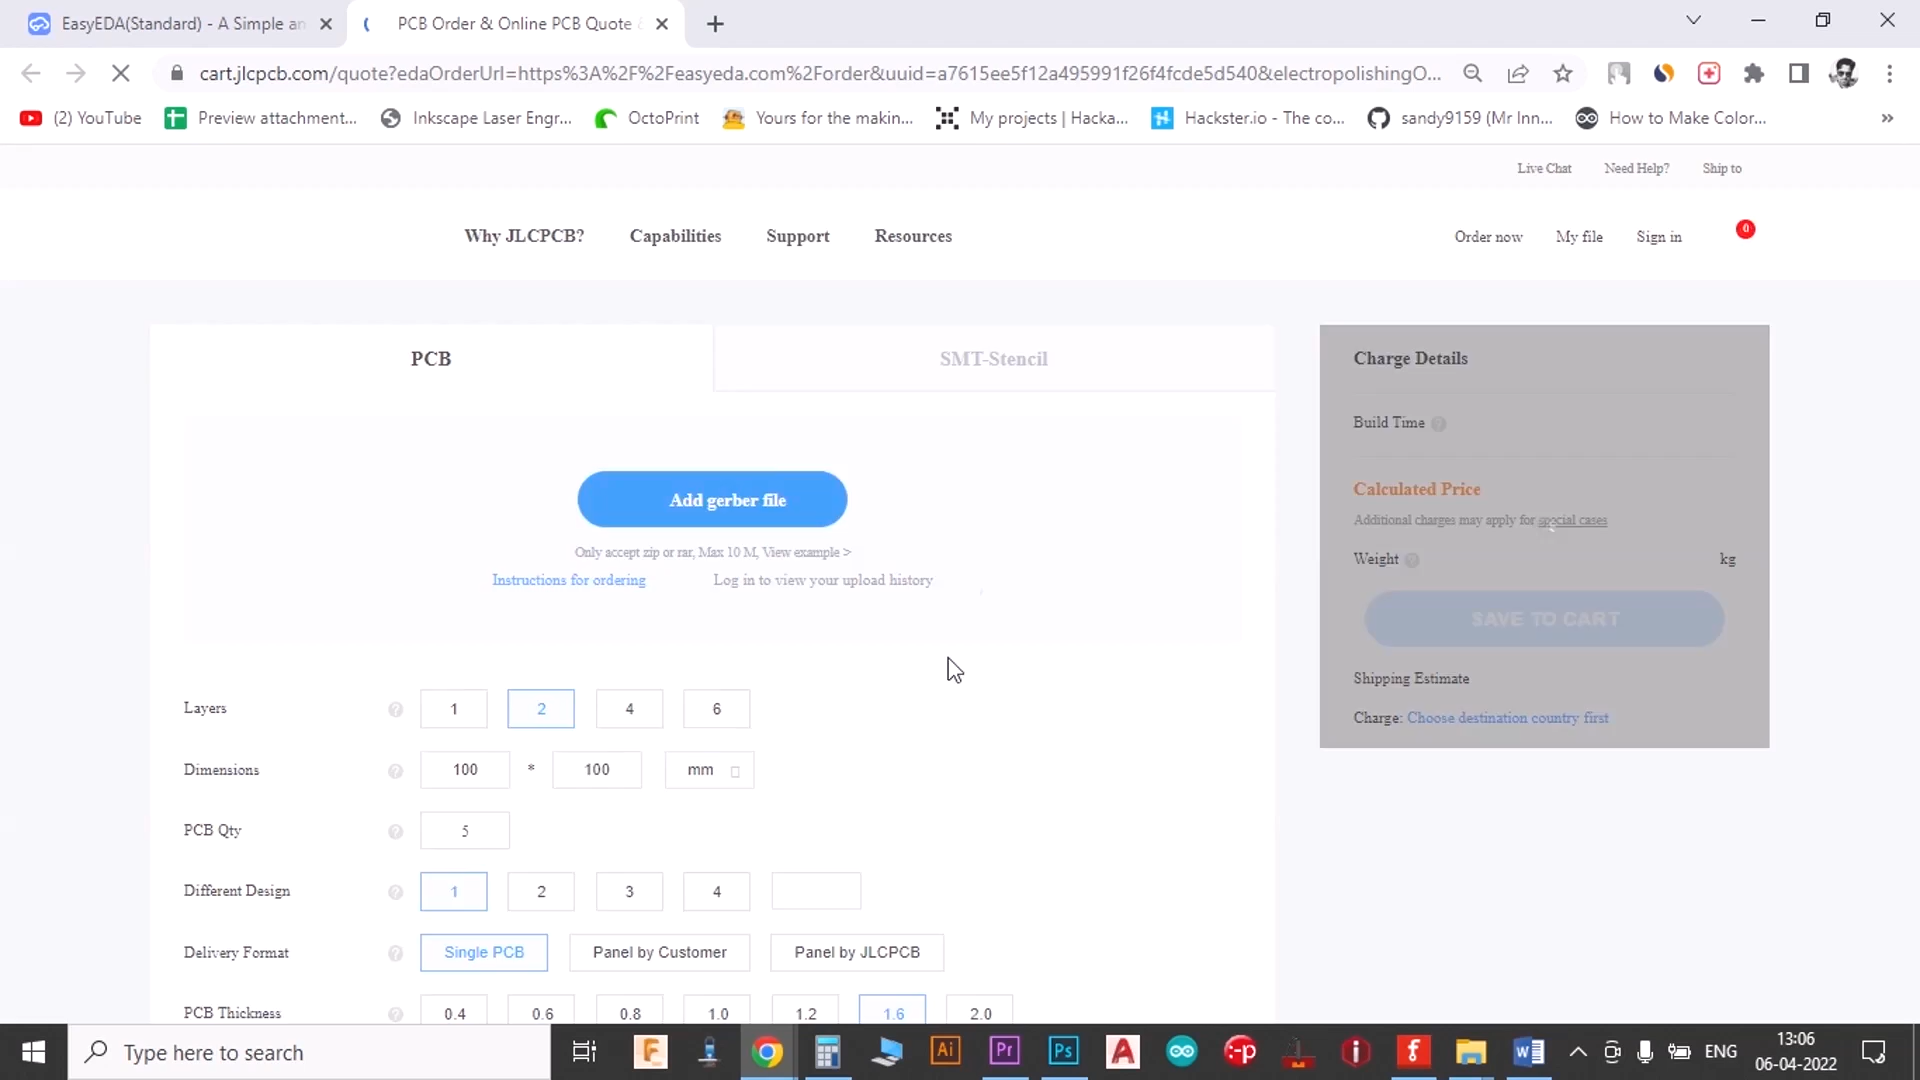 EasyEDA(Standard) - A Simple an
PCB Order & Online PCB Quote &
cart.jlcpcb.com/quote?edaOrderUrl=https%3A%2F%2Feasyeda.com%2Forder&uuid=a7615ee5f12a495991f26f4fcde5d540&electropolishingO...
(2) YouTube
Preview attachment...
Inkscape Laser Engr...
OctoPrint
Yours for the makin...
My projects | Hacka...
Hackster.io - The co...
sandy9159 (Mr Inn...
How to Make Color...
»
Live Chat Need Help? Ship to
Why JLCPCB? Capabilities Support Resources
Order now My file Sign in 0
PCB
SMT-Stencil
Add gerber file
Only accept zip or rar, Max 10 M, View example >
Instructions for ordering Log in to view your upload history
Layers ? 1 2 4 6
Dimensions ? 100 * 100 mm
PCB Qty ? 5
Different Design ? 1 2 3 4
Delivery Format ? Single PCB Panel by Customer Panel by JLCPCB
PCB Thickness ? 0.4 0.6 0.8 1.0 1.2 1.6 2.0
Charge Details
Build Time ?
Calculated Price
Additional charges may apply for special cases
Weight ? kg
SAVE TO CART
Shipping Estimate
Charge: Choose destination country first
Type here to search
F
Ai
Pr
Ps
A
:-p
i
f
W
ENG
13:06
06-04-2022